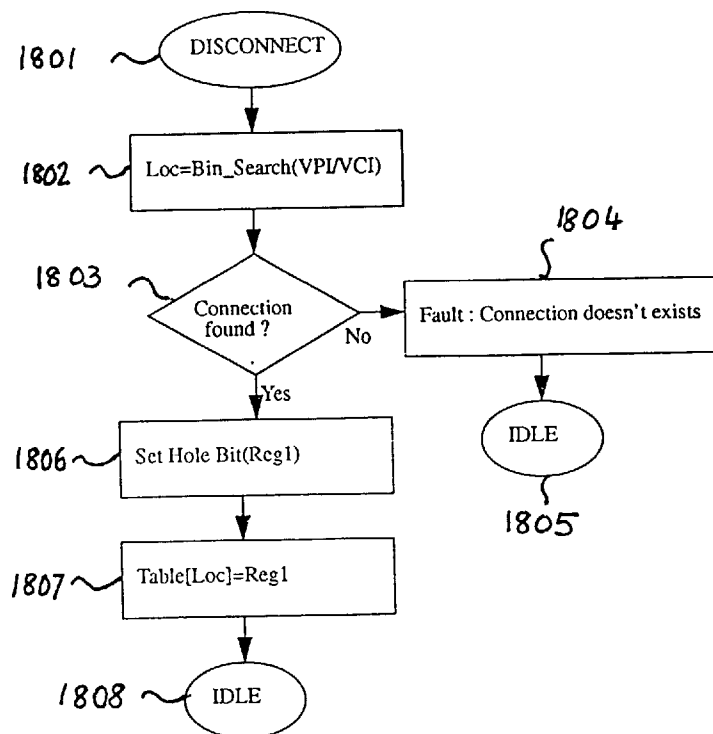 1801
DISCONNECT
1802
Loc=Bin_Search(VPI/VCI)
1803
Connection
found ?
No
Yes
1804
Fault : Connection doesn't exists
IDLE
1805
1806
Set Hole Bit(Reg1)
1807
Table[Loc]=Reg1
1808
IDLE